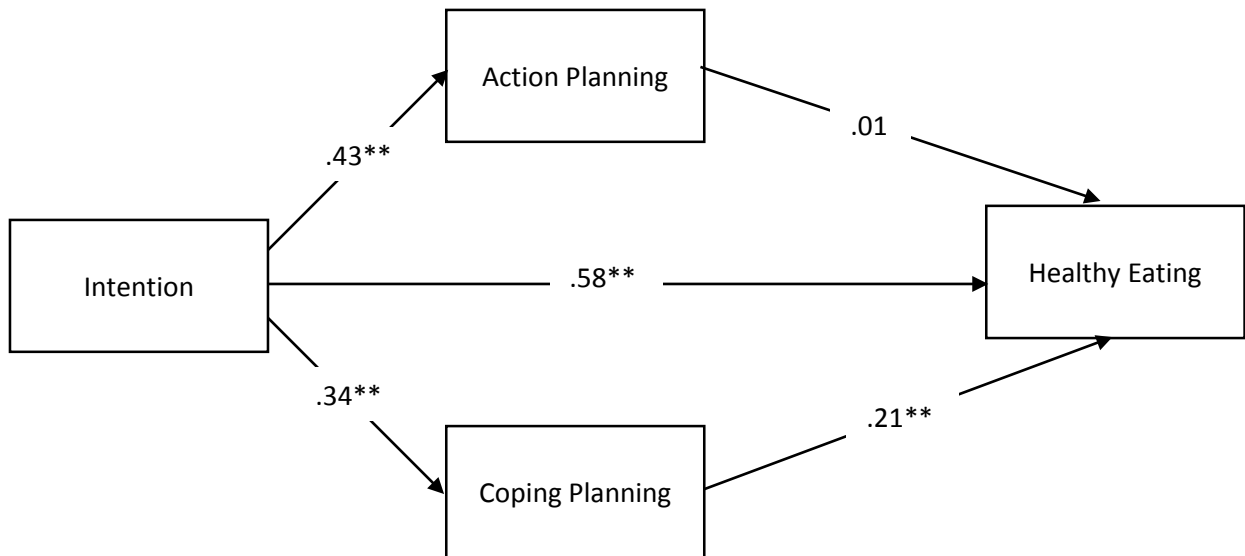 Action Planning
.01
.43**
Intention
.58**
Healthy Eating
.34**
.21**
Coping Planning